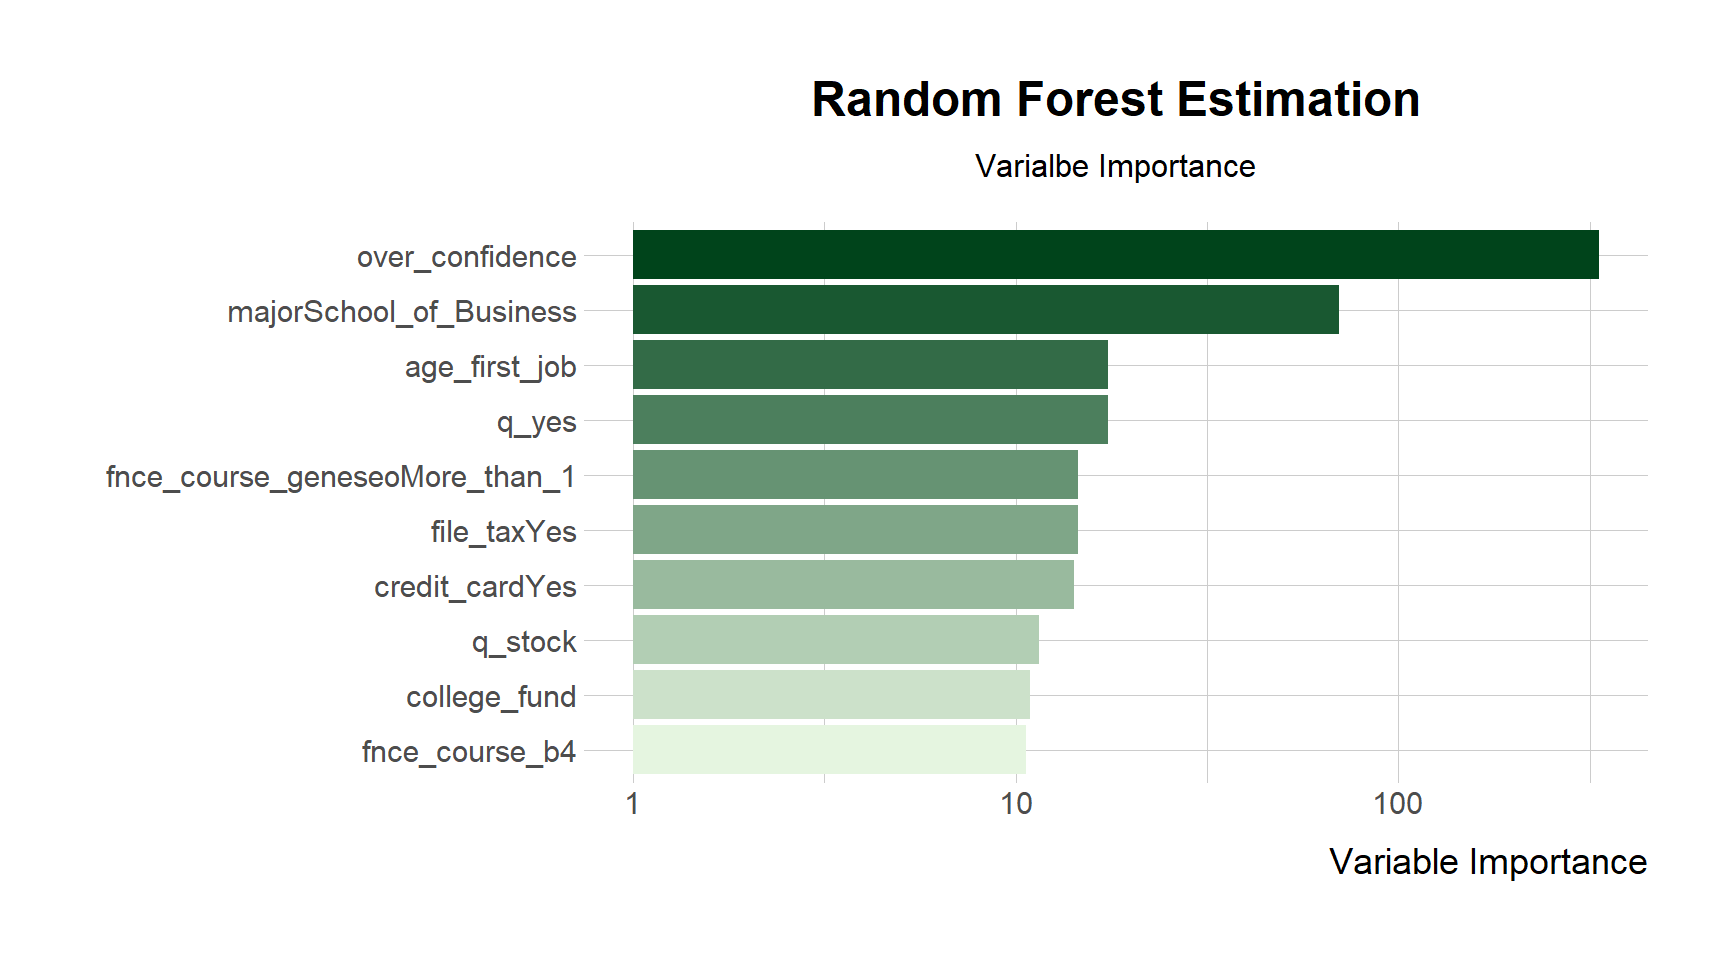 Random Forest Estimation
Varialbe Importance
over_confidence
majorSchool_of_Business
age_first_job
q_yes
fnce_course_geneseoMore_than_1
file_taxYes
credit_cardYes
q_stock
college_fund
fnce_course_b4
1 10 100
Variable Importance